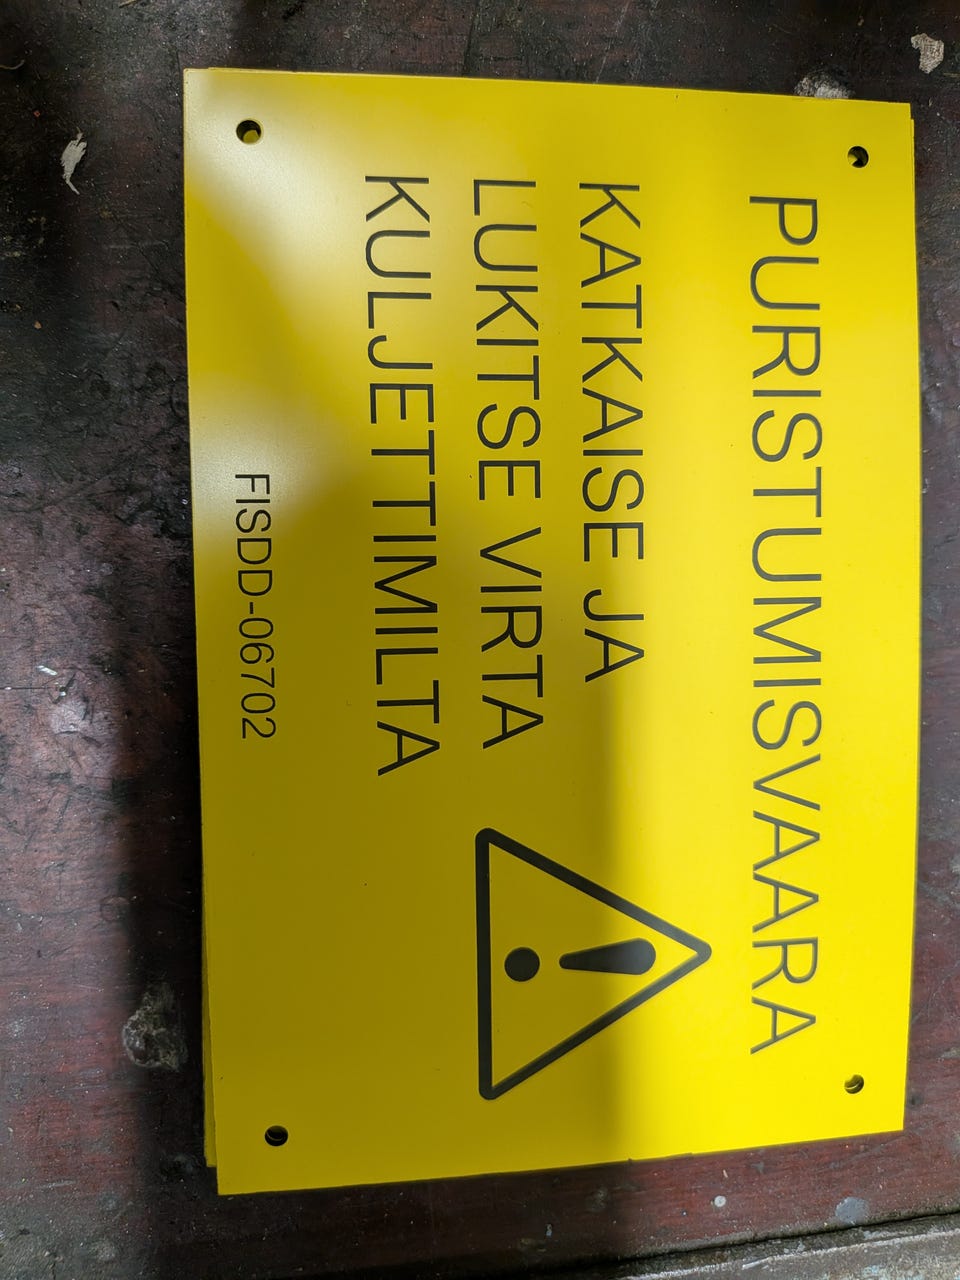 PURISTUMISVAARA
KATKAISE JA
LUKITSE VIRTA
KULJETTIMILTA
FISDD-06702